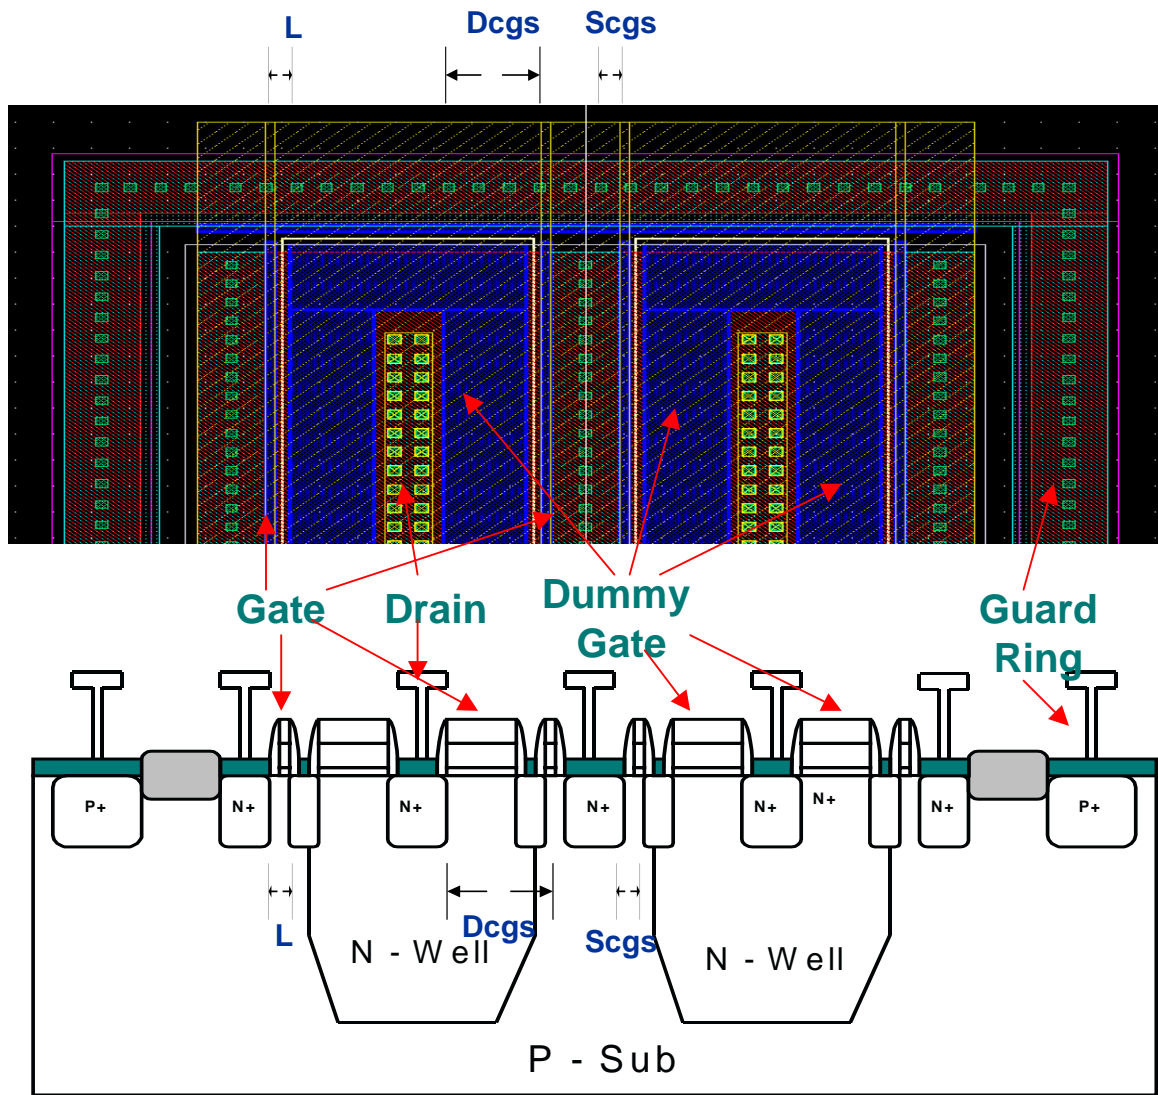 L
Dcgs
Scgs
Gate
Drain
Dummy
Gate
Guard
Ring
P+
N+
N+
N+
N+
N+
N+
P+
L
Dcgs
Scgs
N - Well
N - Well
P - Sub